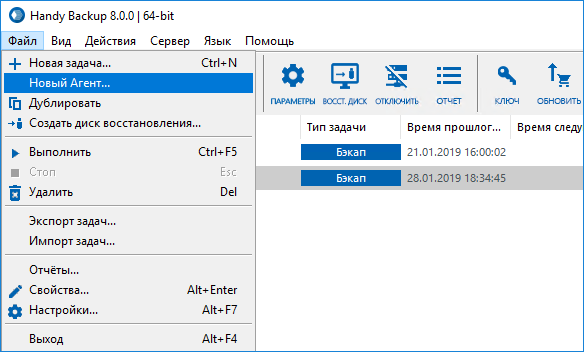 Handy Backup 8.0.0 | 64-bit
Файл Вид Действия Сервер Язык Помощь
Новая задача... Ctrl+N
Новый Агент...
Дублировать
Создать диск восстановления...
Выполнить Ctrl+F5
Стоп Esc
Удалить Del
Экспорт задач...
Импорт задач...
Отчёты...
Свойства... Alt+Enter
Настройки... Alt+F7
Выход Alt+F4
ПАРАМЕТРЫ ВОССТ. ДИСК ОТКЛЮЧИТЬ ОТЧЕТ КЛЮЧ ОБНОВИТЬ
Тип задачи Время прошлог... Время следу
Бэкап 21.01.2019 16:00:02
Бэкап 28.01.2019 18:34:45